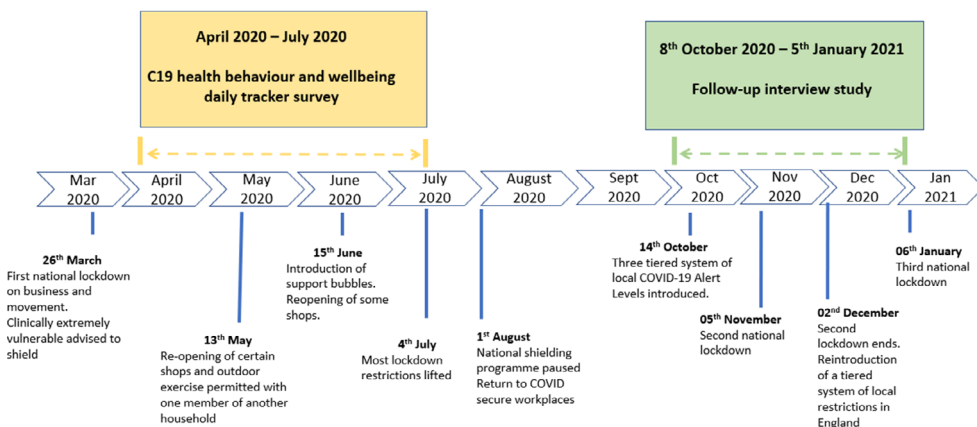 April 2020 – July 2020
C19 health behaviour and wellbeing
daily tracker survey
8th October 2020 – 5th January 2021
Follow-up interview study
Mar
2020
April
2020
May
2020
June
2020
July
2020
August
2020
Sept
2020
Oct
2020
Nov
2020
Dec
2020
Jan
2021
26th March
First national lockdown
on business and
movement.
Clinically extremely
vulnerable advised to
shield
13th May
Re-opening of certain
shops and outdoor
exercise permitted with
one member of another
household
15th June
Introduction of
support bubbles.
Reopening of some
shops.
4th July
Most lockdown
restrictions lifted
1st August
National shielding
programme paused
Return to COVID
secure workplaces
14th October
Three tiered system of
local COVID-19 Alert
Levels introduced.
05th November
Second national
lockdown
02nd December
Second
lockdown ends.
Reintroduction
of a tiered
system of local
restrictions in
England
06th January
Third national
lockdown